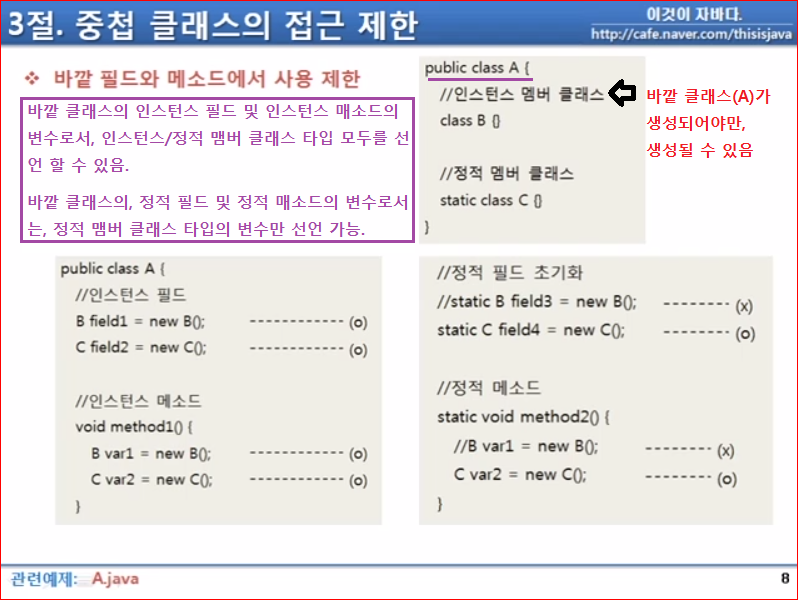 3절. 중첩 클래스의 접근 제한
이것이 자바다.
http://cafe.naver.com/thisisjava
❖ 바깥 필드와 메소드에서 사용 제한
바깥 클래스의 인스턴스 필드 및 인스턴스 매소드의
변수로서, 인스턴스/정적 맴버 클래스 타입 모두를 선
언 할 수 있음.
바깥 클래스의, 정적 필드 및 정적 매소드의 변수로서
는, 정적 맴버 클래스 타입의 변수만 선언 가능.
public class A {
//인스턴스 멤버 클래스
class B {}
//정적 멤버 클래스
static class C {}
}
바깥 클래스(A)가
생성되어야만,
생성될 수 있음
public class A {
//인스턴스 필드
B field1 = new B(); ------------ (o)
C field2 = new C(); ------------ (o)
//인스턴스 메소드
void method1() {
B var1 = new B(); ------------ (o)
C var2 = new C(); ------------ (o)
}
//정적 필드 초기화
//static B field3 = new B(); -------- (x)
static C field4 = new C(); -------- (o)
//정적 메소드
static void method2() {
//B var1 = new B(); -------- (x)
C var2 = new C(); -------- (o)
}
관련예제: A.java
8